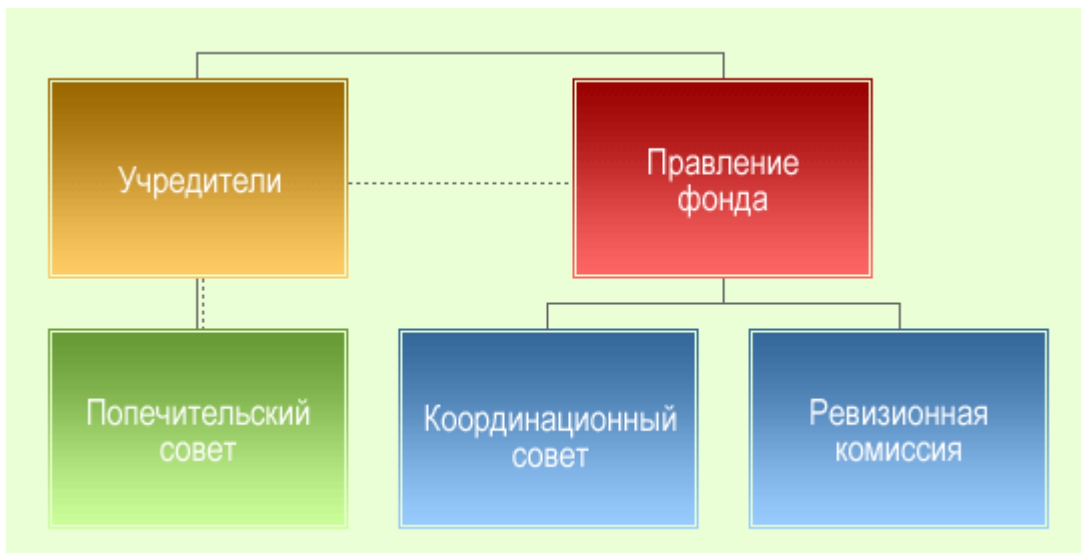 Учредители
Правление
фонда
Попечительский
совет
Координационный
совет
Ревизионная
комиссия